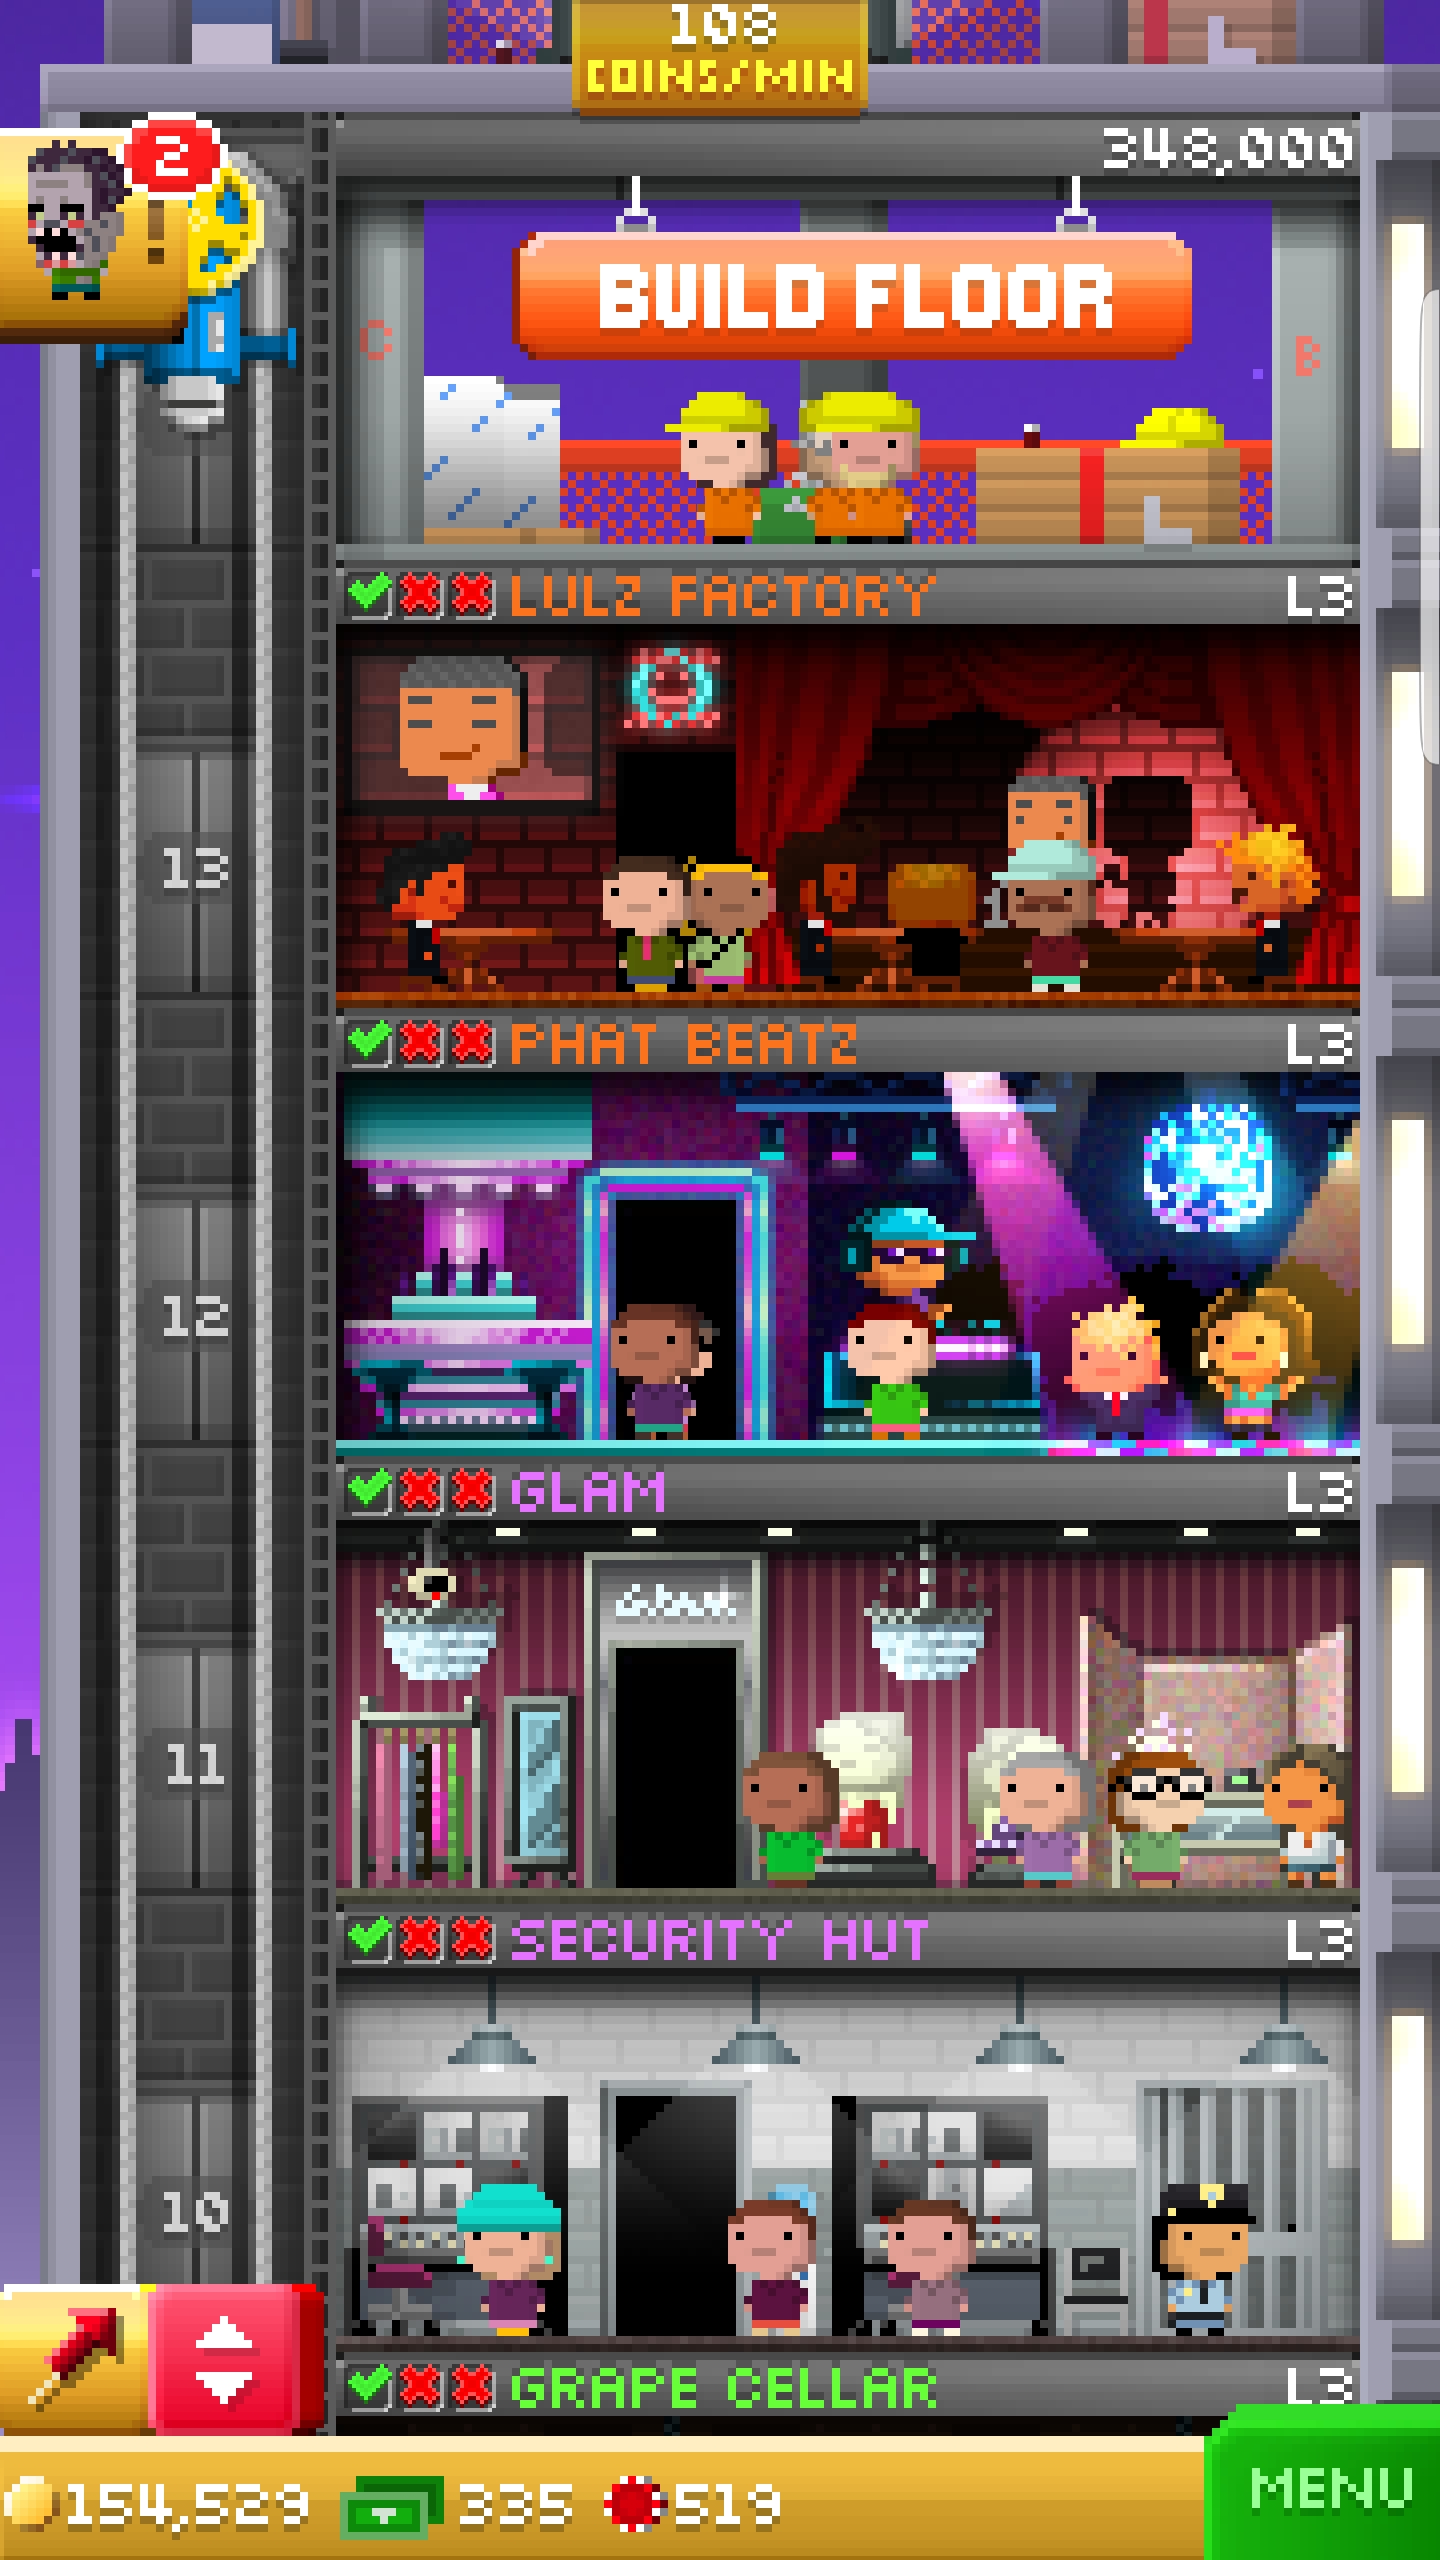 108
COINS/MIN
2
!
348,000
BUILD FLOOR
C
B
LULZ FACTORY
L3
13
PHAT BEATZ
L3
12
GLAM
L3
Glam
11
SECURITY HUT
L3
10
GRAPE CELLAR
L3
154,529
335
519
MENU